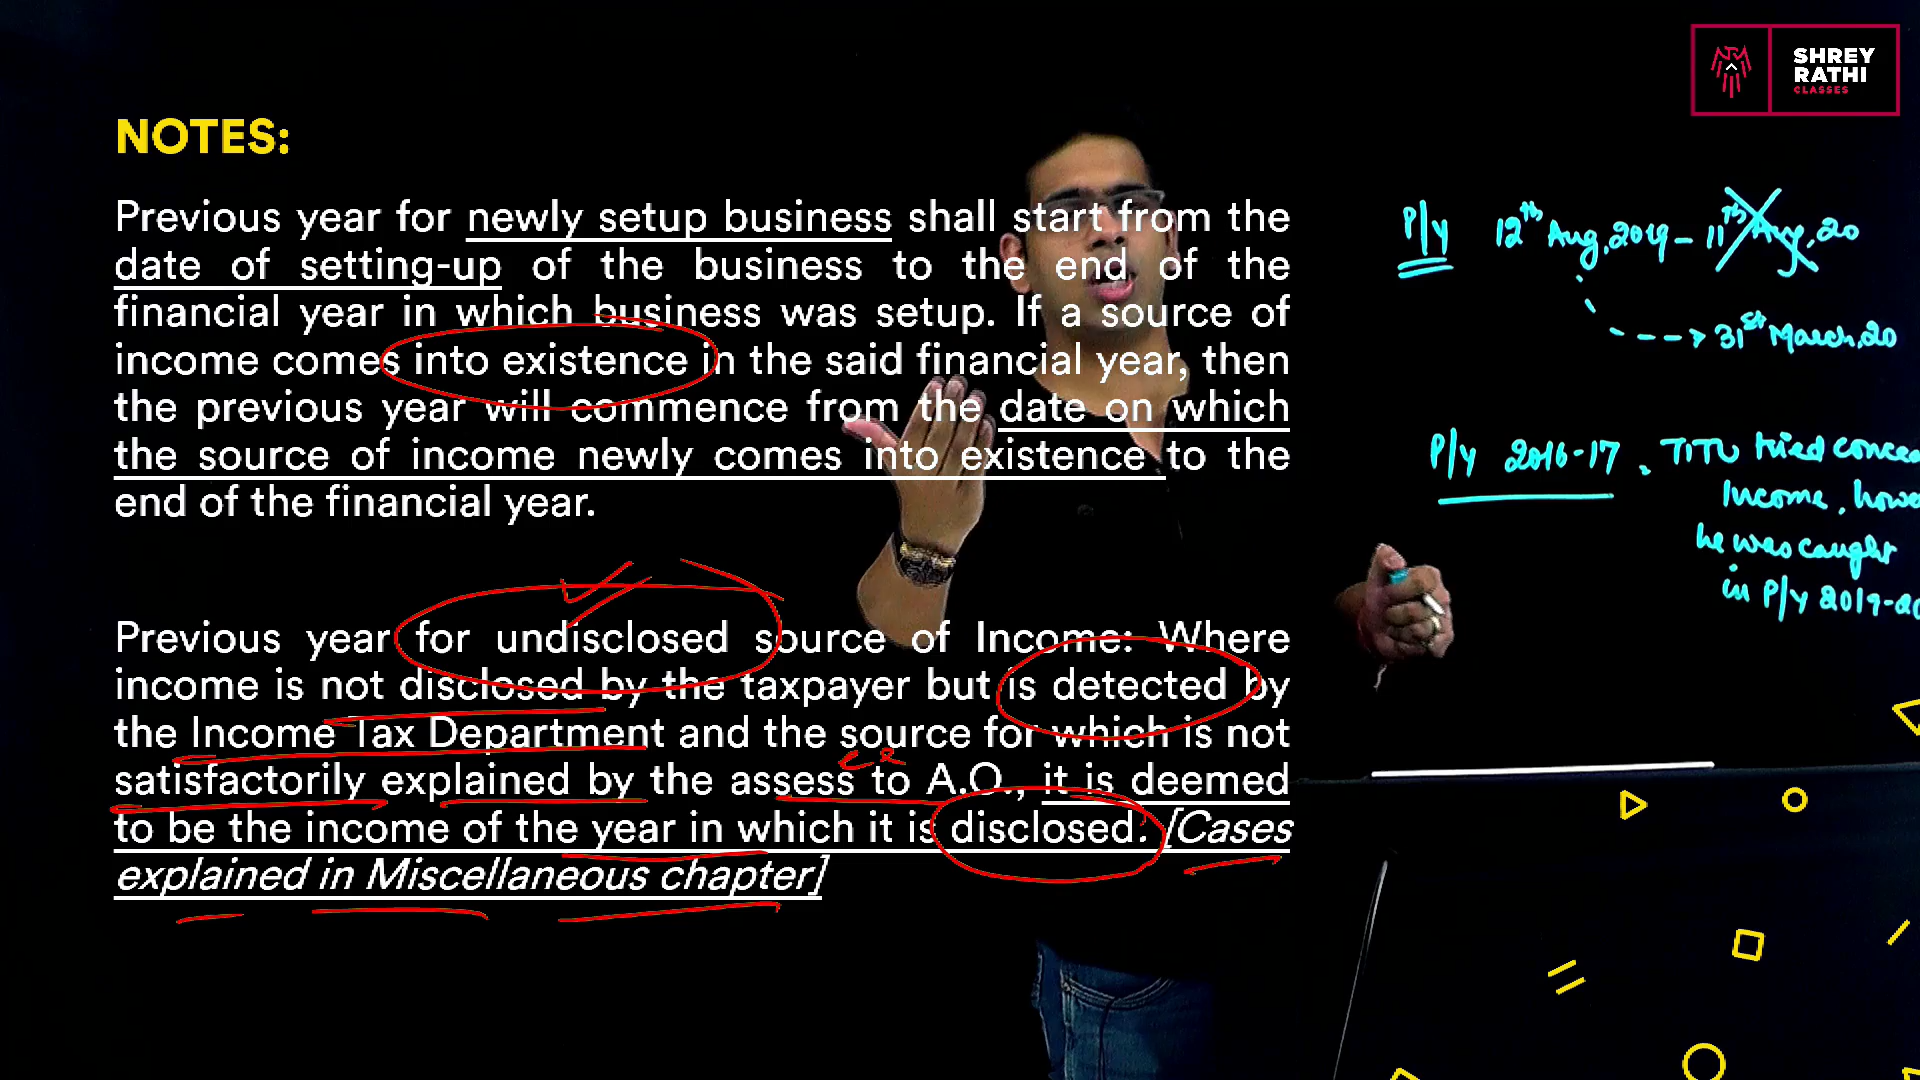 SHREY
RATHI
CLASSES
NOTES:
Previous year for newly setup business shall start from the
date of setting-up of the business to the end of the
financial year in which business was setup. If a source of
income comes into existence in the said financial year, then
the previous year will commence from the date on which
the source of income newly comes into existence to the
end of the financial year.
Previous year for undisclosed source of Income: Where
income is not disclosed by the taxpayer but is detected by
the Income Tax Department and the source for which is not
satisfactorily explained by the assess to A.O., it is deemed
to be the income of the year in which it is disclosed. [Cases
explained in Miscellaneous chapter]
ee
P/y 12th Aug, 2019 - 11th Aug, 20
31st March, 20
P/y 2016-17. TITU tried concea
Income, howe
he was caught
in P/y 2019-20